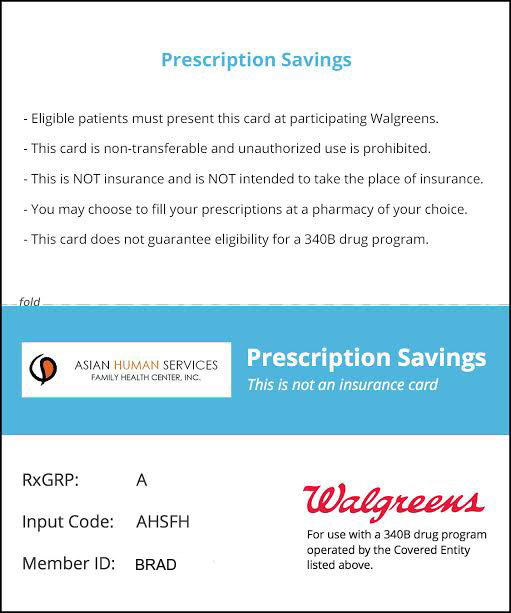 Prescription Savings
- Eligible patients must present this card at participating Walgreens.
- This card is non-transferable and unauthorized use is prohibited.
- This is NOT insurance and is NOT intended to take the place of insurance.
- You may choose to fill your prescriptions at a pharmacy of your choice.
- This card does not guarantee eligibility for a 340B drug program.
fold
ASIAN HUMAN SERVICES
FAMILY HEALTH CENTER, INC.
Prescription Savings
This is not an insurance card
RxGRP: A
Input Code: AHSFH
Member ID: BRAD
Walgreens
For use with a 340B drug program
operated by the Covered Entity
listed above.